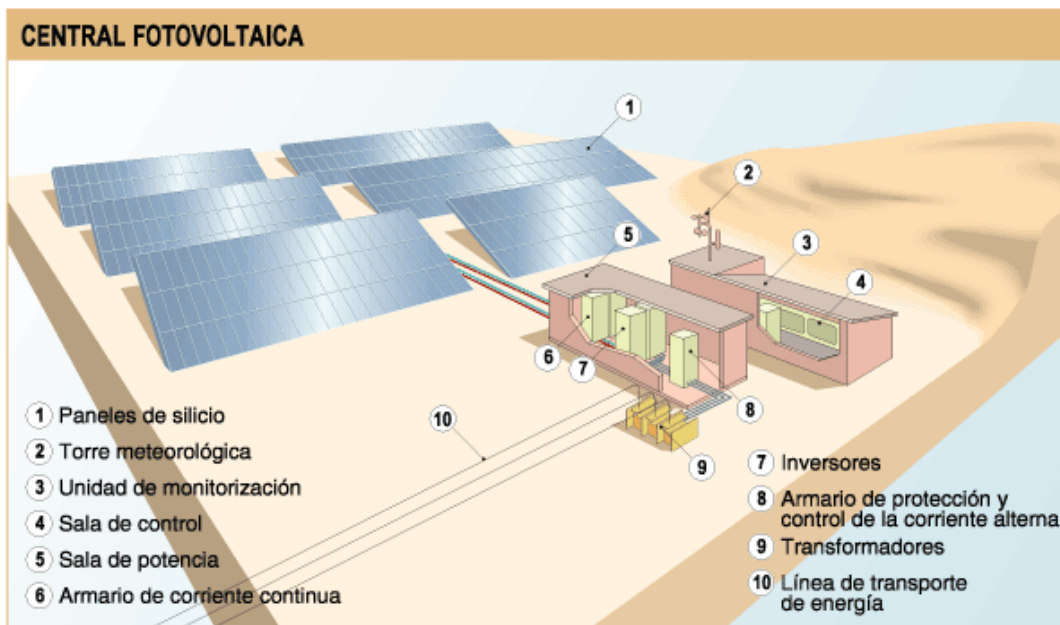 CENTRAL FOTOVOLTAICA
1
2
3
4
5
6
7
8
9
10
1 Paneles de silicio
2 Torre meteorológica
3 Unidad de monitorización
4 Sala de control
5 Sala de potencia
6 Armario de corriente continua
7 Inversores
8 Armario de protección y
control de la corriente alterna
9 Transformadores
10 Línea de transporte
de energía